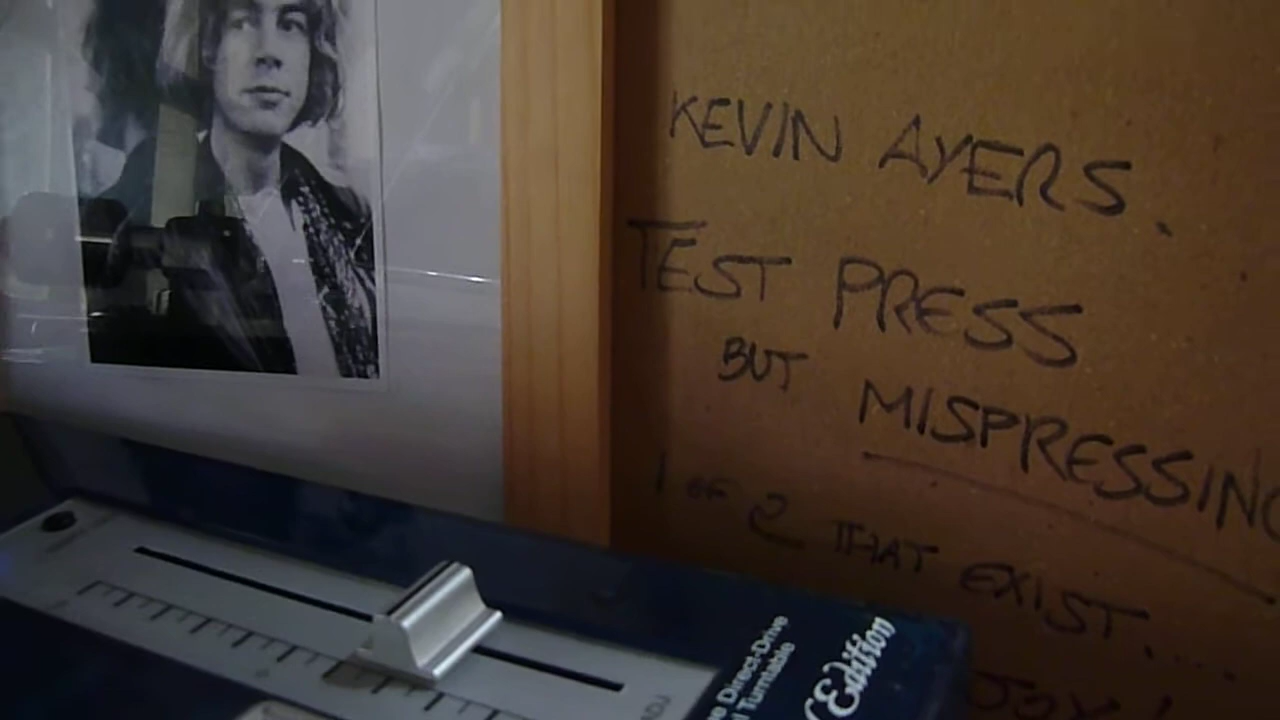 KEVIN AYERS.
TEST PRESS
BUT MISPRESSING
1 OF 2 THAT EXIST....
Direct-Drive
Turntable
Edition